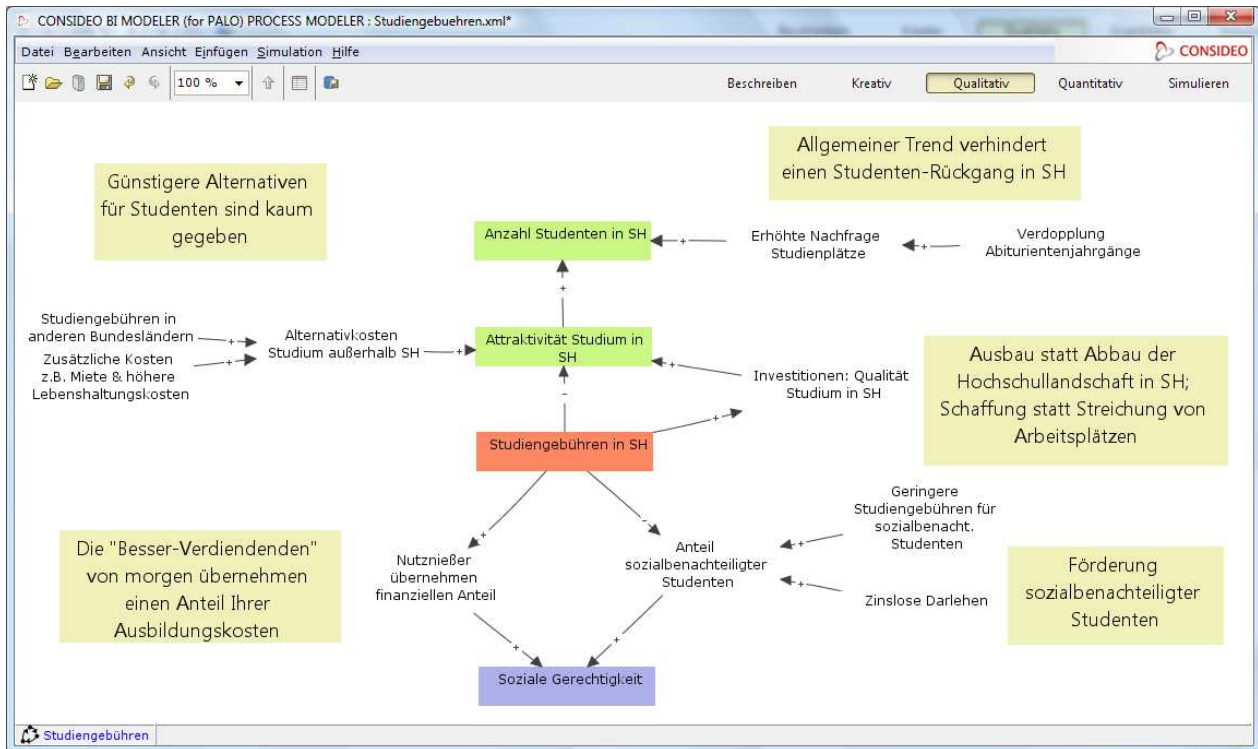 CONSIDEO BI MODELER (for PALO) PROCESS MODELER : Studiengebuehren.xml*
Datei Bearbeiten Ansicht Einfügen Simulation Hilfe
CONSIDEO
100 %
Beschreiben Kreativ Qualitativ Quantitativ Simulieren
Günstigere Alternativen
für Studenten sind kaum
gegeben
Allgemeiner Trend verhindert
einen Studenten-Rückgang in SH
Anzahl Studenten in SH
+
Erhöhte Nachfrage
Studienplätze
+
Verdopplung
Abiturientenjahrgänge
+
Studiengebühren in
anderen Bundesländern
+
Zusätzliche Kosten
z.B. Miete & höhere
Lebenshaltungskosten
+
Alternativkosten
Studium außerhalb SH
+
Attraktivität Studium in
SH
+
Investitionen: Qualität
Studium in SH
-
+
Studiengebühren in SH
Ausbau statt Abbau der
Hochschullandschaft in SH;
Schaffung statt Streichung von
Arbeitsplätzen
+
-
Die "Besser-Verdiendenden"
von morgen übernehmen
einen Anteil Ihrer
Ausbildungskosten
Nutznießer
übernehmen
finanziellen Anteil
Anteil
sozialbenachteiligter
Studenten
+
Geringere
Studiengebühren für
sozialbenacht.
Studenten
+
Zinslose Darlehen
Förderung
sozialbenachteiligter
Studenten
+
+
Soziale Gerechtigkeit
Studiengebühren